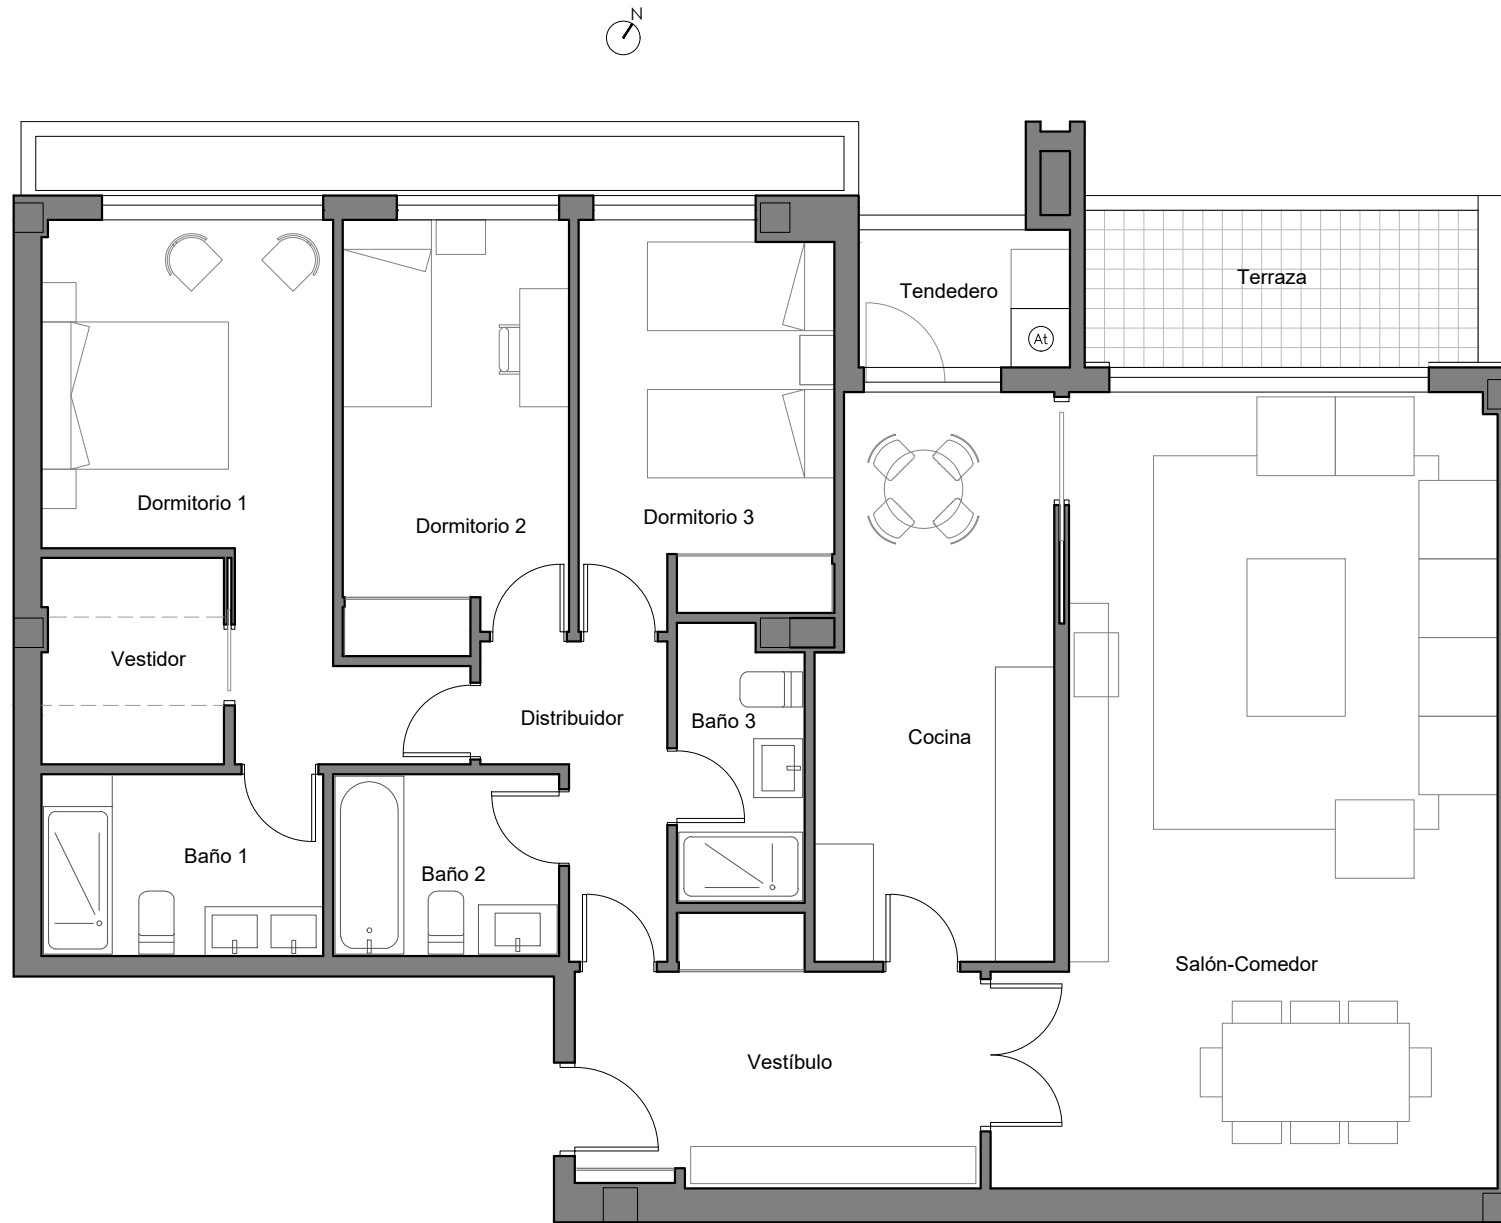 N
Terraza
Tendedero
At
Dormitorio 1
Dormitorio 2
Dormitorio 3
Vestidor
Distribuidor
Baño 3
Cocina
Baño 1
Baño 2
Salón-Comedor
Vestíbulo